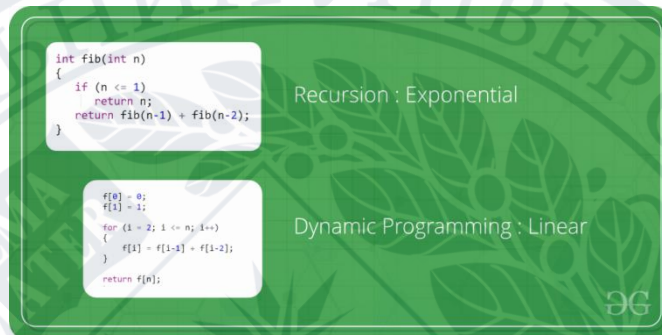 int fib(int n)
{
if (n <= 1)
return n;
return fib(n-1) + fib(n-2);
}
Recursion : Exponential
f[0] = 0;
f[1] = 1;
for (i = 2; i <= n; i++)
{
f[i] = f[i-1] + f[i-2];
}
return f[n];
Dynamic Programming : Linear